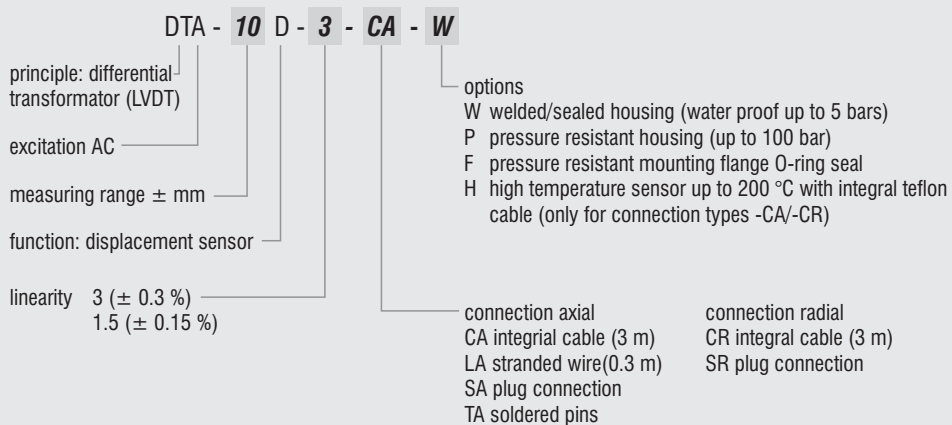 DTA - 10 D - 3 - CA - W
principle: differential
transformator (LVDT)
excitation AC
measuring range ± mm
function: displacement sensor
linearity 3 (± 0.3 %)
1.5 (± 0.15 %)
options
W welded/sealed housing (water proof up to 5 bars)
P pressure resistant housing (up to 100 bar)
F pressure resistant mounting flange O-ring seal
H high temperature sensor up to 200 °C with integral teflon
cable (only for connection types -CA/-CR)
connection axial
CA integrial cable (3 m)
LA stranded wire(0.3 m)
SA plug connection
TA soldered pins
connection radial
CR integral cable (3 m)
SR plug connection